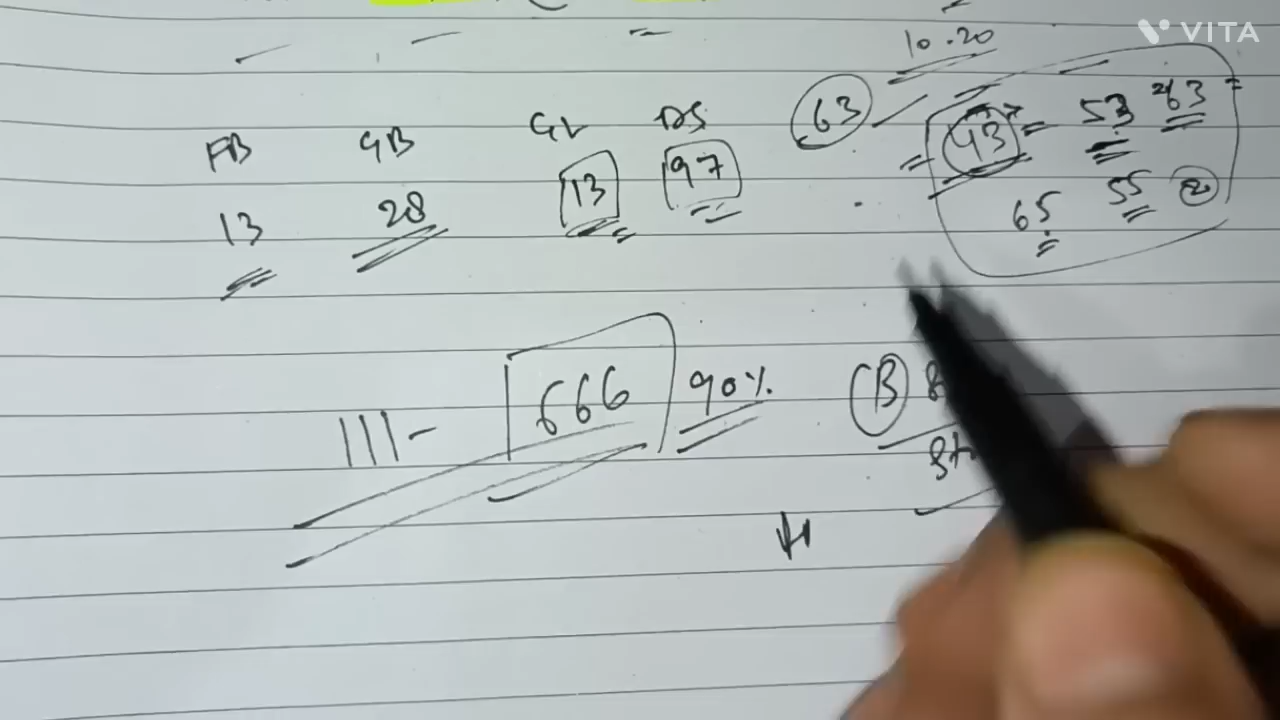 VITA
10.20
FB GB GL DS 63 43 53 63
13 28 13 97 65 55
111- 666 90% B